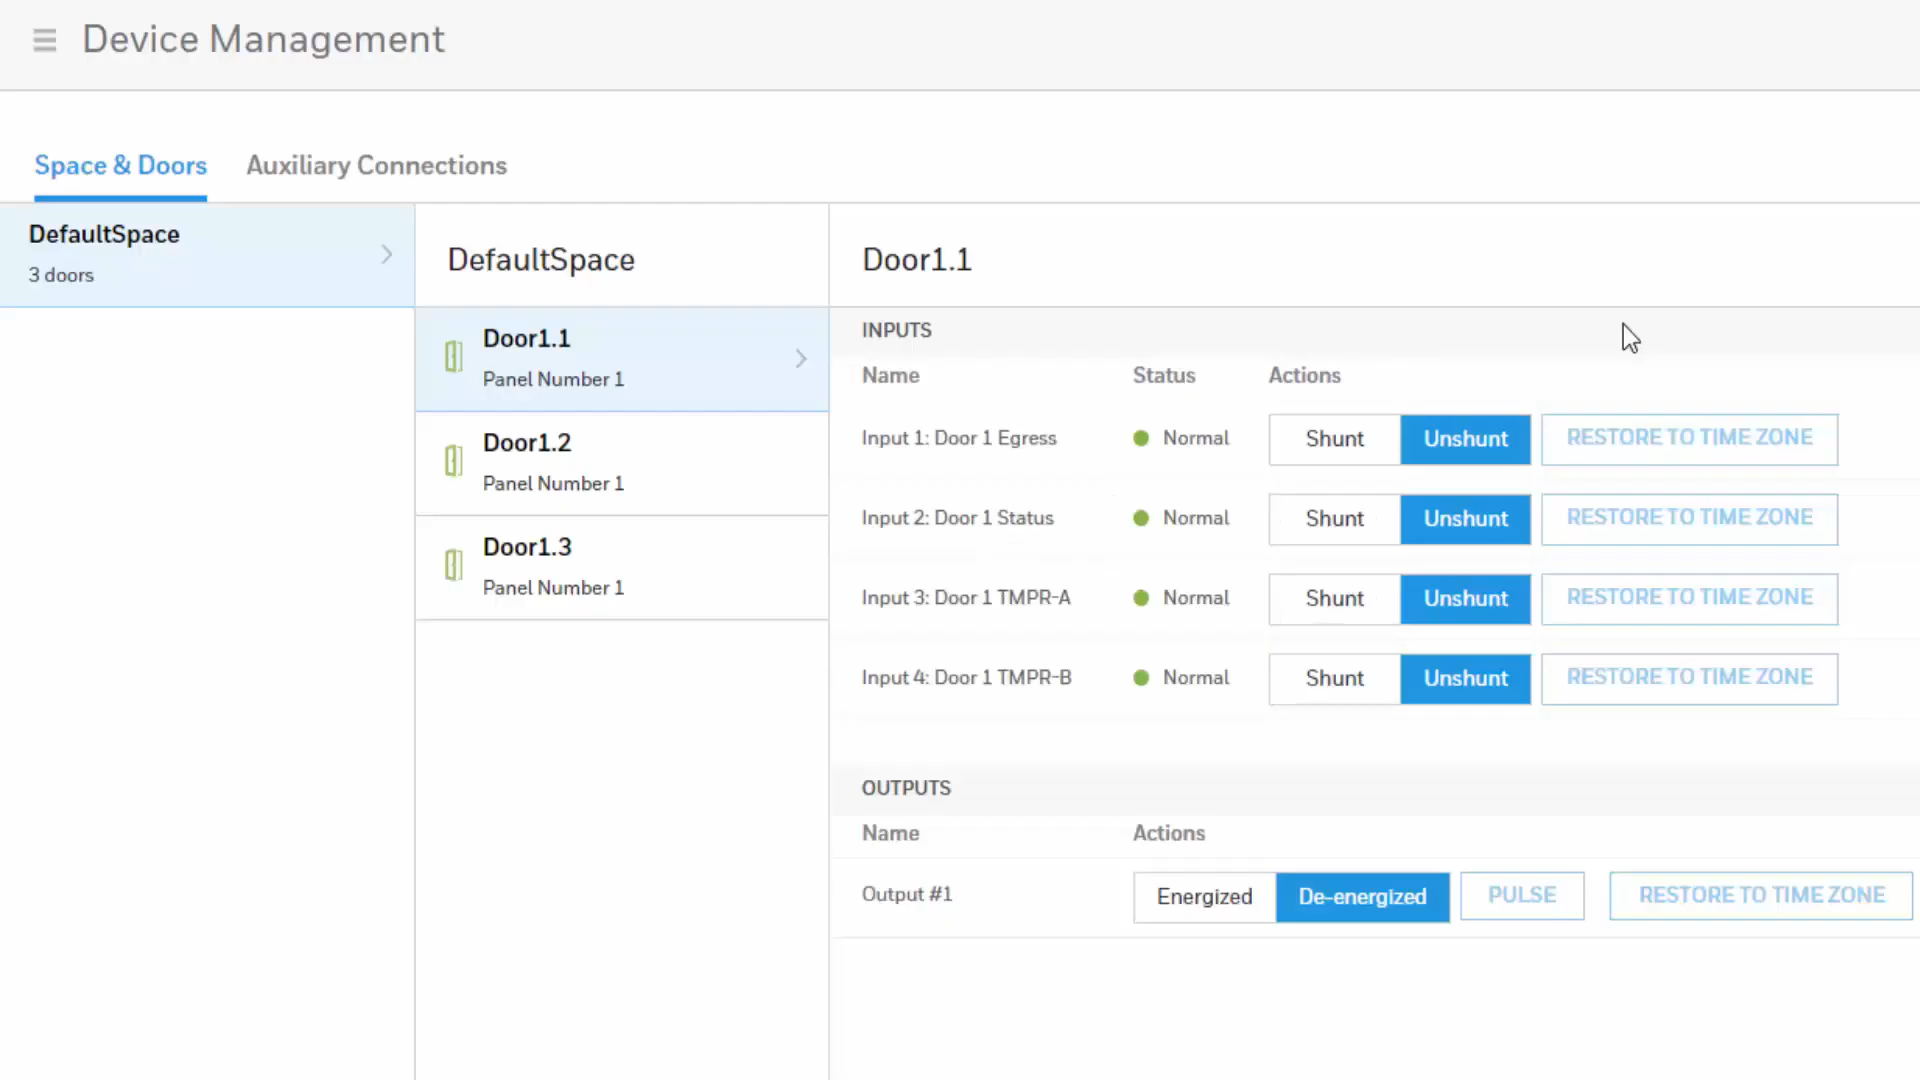 Device Management
Space & Doors Auxiliary Connections
DefaultSpace
3 doors
DefaultSpace
Door1.1
Panel Number 1
Door1.2
Panel Number 1
Door1.3
Panel Number 1
Door1.1
INPUTS
Name Status Actions
Input 1: Door 1 Egress Normal Shunt Unshunt RESTORE TO TIME ZONE
Input 2: Door 1 Status Normal Shunt Unshunt RESTORE TO TIME ZONE
Input 3: Door 1 TMPR-A Normal Shunt Unshunt RESTORE TO TIME ZONE
Input 4: Door 1 TMPR-B Normal Shunt Unshunt RESTORE TO TIME ZONE
OUTPUTS
Name Actions
Output #1 Energized De-energized PULSE RESTORE TO TIME ZONE